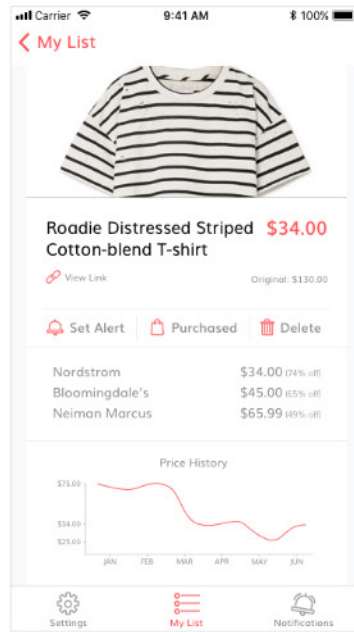 Carrier 9:41 AM 100%
My List
Roadie Distressed Striped $34.00
Cotton-blend T-shirt
View Link Original: $130.00
Set Alert Purchased Delete
Nordstrom $34.00 (74% off)
Bloomingdale's $45.00 (65% off)
Neiman Marcus $65.99 (49% off)
Price History
$75.00
$34.00
$25.00
JAN FEB MAR APR MAY JUN
Settings My List Notifications